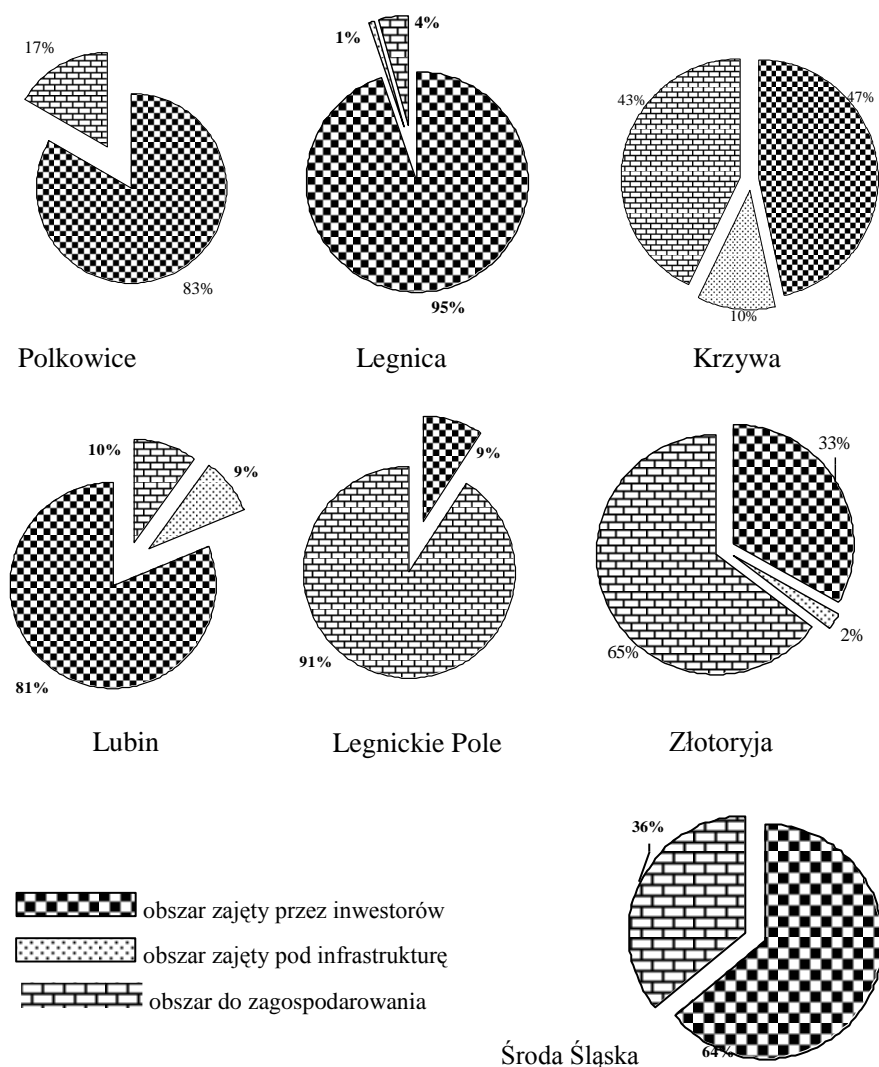 17%
83%
Polkowice
1%
4%
95%
Legnica
43%
47%
10%
Krzywa
10%
9%
81%
Lubin
9%
91%
Legnickie Pole
33%
2%
65%
Złotoryja
36%
64%
Środa Śląska
obszar zajęty przez inwestorów
obszar zajęty pod infrastrukturę
obszar do zagospodarowania